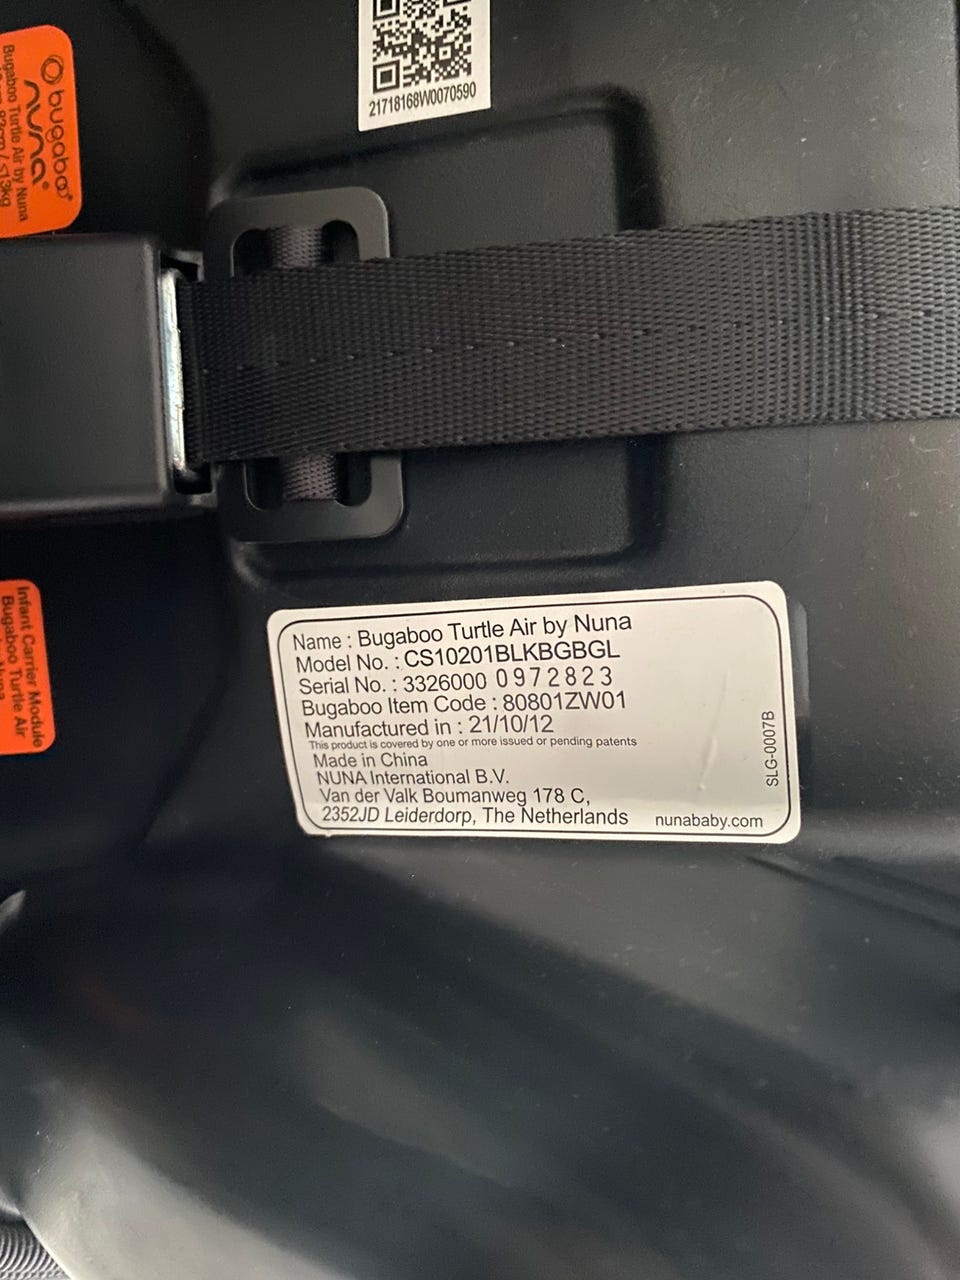 21718168W0070590
bugaboo
nuna
Bugaboo Turtle Air by Nuna
Infant Carrier Module
Bugaboo Turtle Air
Name : Bugaboo Turtle Air by Nuna
Model No. : CS10201BLKBGBGL
Serial No. : 3326000 0972823
Bugaboo Item Code : 80801ZW01
Manufactured in : 21/10/12
This product is covered by one or more issued or pending patents
Made in China
NUNA International B.V.
Van der Valk Boumanweg 178 C,
2352JD Leiderdorp, The Netherlands
nunababy.com
SLG-0007B